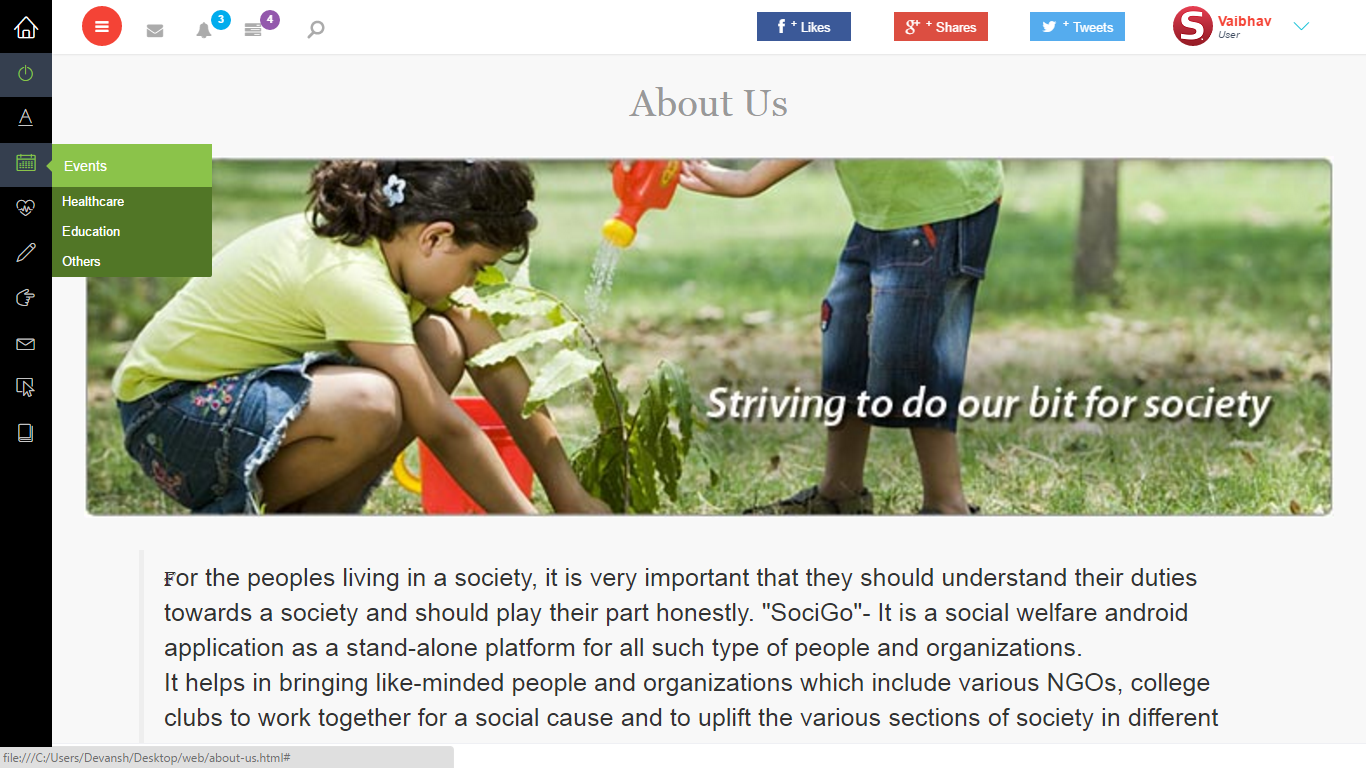 3
4
+ Likes
+ Shares
+ Tweets
S
Vaibhav
User
About Us
Events
Healthcare
Education
Others
Striving to do our bit for society
For the peoples living in a society, it is very important that they should understand their duties
towards a society and should play their part honestly. "SociGo"- It is a social welfare android
application as a stand-alone platform for all such type of people and organizations.
It helps in bringing like-minded people and organizations which include various NGOs, college
clubs to work together for a social cause and to uplift the various sections of society in different
file:///C:/Users/Devansh/Desktop/web/about-us.html#